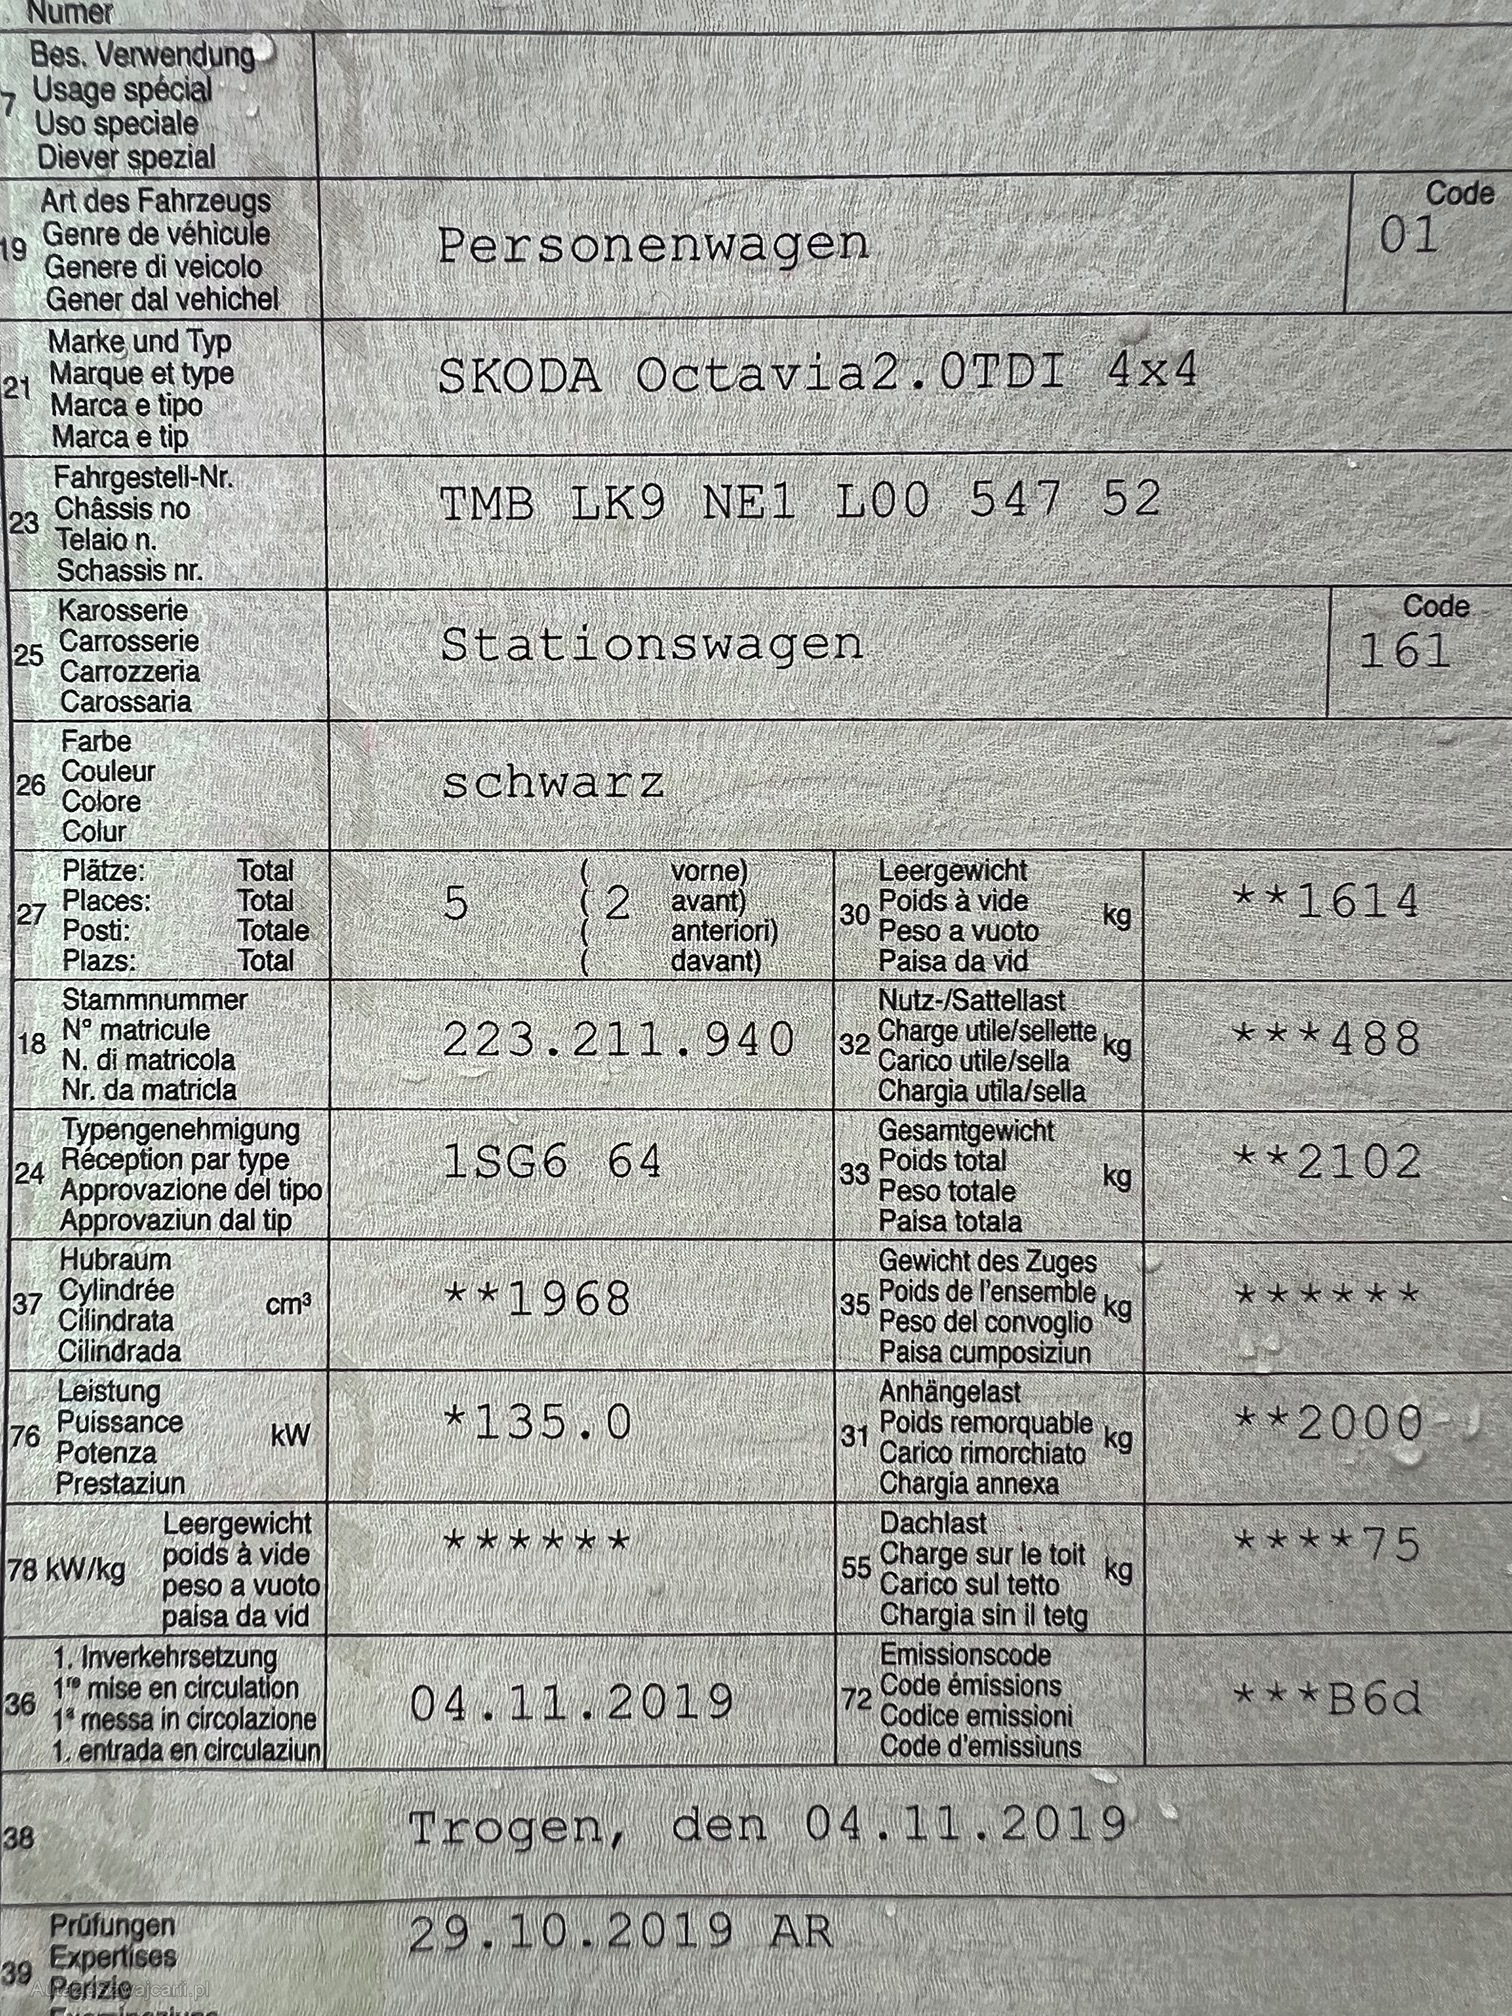 Numer
7 Bes. Verwendung
Usage spécial
Uso speciale
Diever spezial
19 Art des Fahrzeugs
Genre de véhicule
Genere di veicolo
Gener dal vehichel
Personenwagen
Code
01
21 Marke und Typ
Marque et type
Marca e tipo
Marca e tip
SKODA Octavia2.0TDI 4x4
23 Fahrgestell-Nr.
Châssis no
Telaio n.
Schassis nr.
TMB LK9 NE1 L00 547 52
25 Karosserie
Carrosserie
Carrozzeria
Carossaria
Stationswagen
Code
161
26 Farbe
Couleur
Colore
Colur
schwarz
27 Plätze: Total
Places: Total
Posti: Totale
Plazs: Total
5 ( 2 vorne)
( avant)
( anteriori)
( davant)
30 Leergewicht
Poids à vide
Peso a vuoto
Paisa da vid
kg
**1614
18 Stammnummer
N° matricule
N. di matricola
Nr. da matricla
223.211.940
32 Nutz-/Sattellast
Charge utile/sellette
Carico utile/sella
Chargia utila/sella
kg
***488
24 Typengenehmigung
Réception par type
Approvazione del tipo
Approvaziun dal tip
1SG6 64
33 Gesamtgewicht
Poids total
Peso totale
Paisa totala
kg
**2102
37 Hubraum
Cylindrée
Cilindrata
Cilindrada
cm³
**1968
35 Gewicht des Zuges
Poids de l'ensemble
Peso del convoglio
Paisa cumposiziun
kg
******
76 Leistung
Puissance
Potenza
Prestaziun
kW
*135.0
31 Anhängelast
Poids remorquable
Carico rimorchiato
Chargia annexa
kg
**2000
78 kW/kg
Leergewicht
poids à vide
peso a vuoto
paisa da vid
******
55 Dachlast
Charge sur le toit
Carico sul tetto
Chargia sin il tetg
kg
****75
36 1. Inverkehrsetzung
1re mise en circulation
1ª messa in circolazione
1. entrada en circulaziun
04.11.2019
72 Emissionscode
Code émissions
Codice emissioni
Code d'emissiuns
***B6d
38 Trogen, den 04.11.2019
39 Prüfungen
Expertises
Perizie
29.10.2019 AR